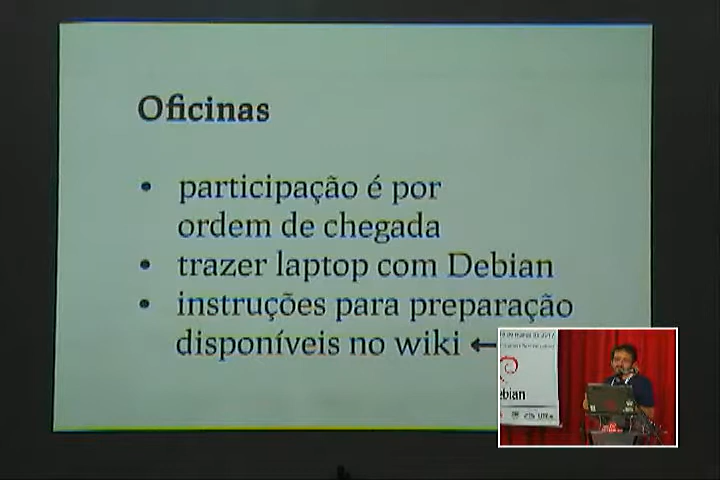 Oficinas
• participação é por
ordem de chegada
• trazer laptop com Debian
• instruções para preparação
disponíveis no wiki ←
ebian